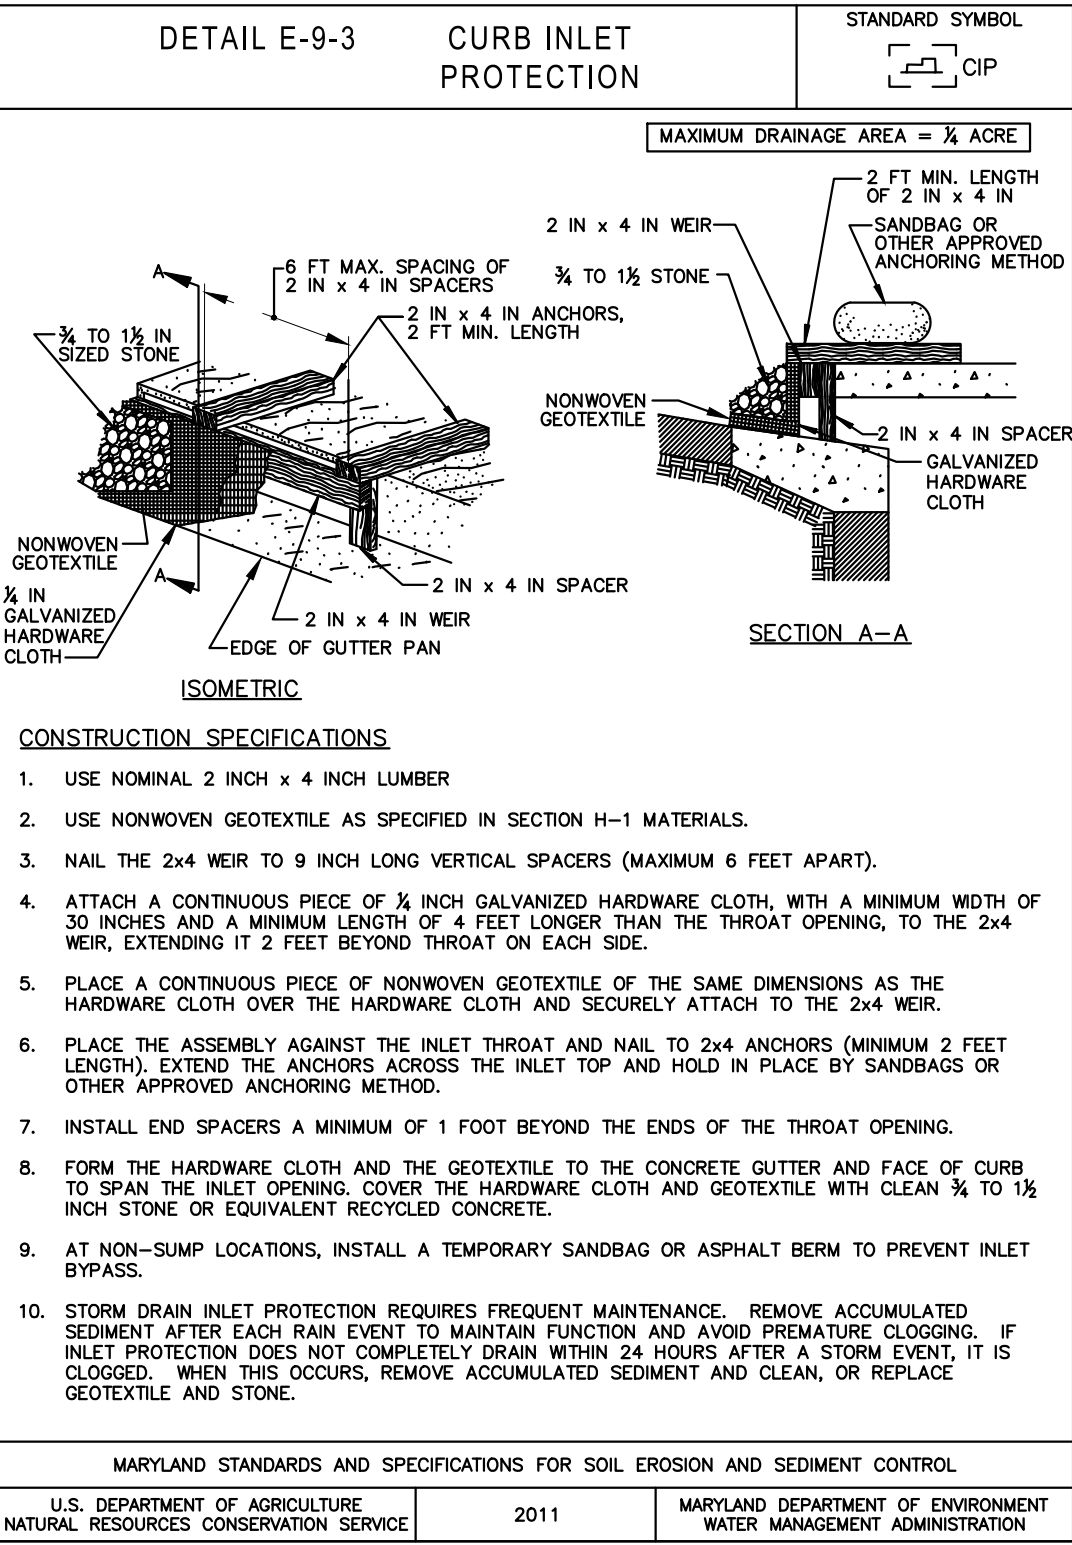 DETAIL E-9-3 CURB INLET
PROTECTION
STANDARD SYMBOL
CIP
MAXIMUM DRAINAGE AREA = ¼ ACRE
A
6 FT MAX. SPACING OF
2 IN x 4 IN SPACERS
2 IN x 4 IN ANCHORS,
2 FT MIN. LENGTH
¾ TO 1½ IN
SIZED STONE
NONWOVEN
GEOTEXTILE
A
¼ IN
GALVANIZED
HARDWARE
CLOTH
2 IN x 4 IN SPACER
2 IN x 4 IN WEIR
EDGE OF GUTTER PAN
ISOMETRIC
2 FT MIN. LENGTH
OF 2 IN x 4 IN
2 IN x 4 IN WEIR
SANDBAG OR
OTHER APPROVED
ANCHORING METHOD
¾ TO 1½ STONE
NONWOVEN
GEOTEXTILE
2 IN x 4 IN SPACER
GALVANIZED
HARDWARE
CLOTH
SECTION A-A
CONSTRUCTION SPECIFICATIONS
1. USE NOMINAL 2 INCH x 4 INCH LUMBER
2. USE NONWOVEN GEOTEXTILE AS SPECIFIED IN SECTION H-1 MATERIALS.
3. NAIL THE 2x4 WEIR TO 9 INCH LONG VERTICAL SPACERS (MAXIMUM 6 FEET APART).
4. ATTACH A CONTINUOUS PIECE OF ¼ INCH GALVANIZED HARDWARE CLOTH, WITH A MINIMUM WIDTH OF
30 INCHES AND A MINIMUM LENGTH OF 4 FEET LONGER THAN THE THROAT OPENING, TO THE 2x4
WEIR, EXTENDING IT 2 FEET BEYOND THROAT ON EACH SIDE.
5. PLACE A CONTINUOUS PIECE OF NONWOVEN GEOTEXTILE OF THE SAME DIMENSIONS AS THE
HARDWARE CLOTH OVER THE HARDWARE CLOTH AND SECURELY ATTACH TO THE 2x4 WEIR.
6. PLACE THE ASSEMBLY AGAINST THE INLET THROAT AND NAIL TO 2x4 ANCHORS (MINIMUM 2 FEET
LENGTH). EXTEND THE ANCHORS ACROSS THE INLET TOP AND HOLD IN PLACE BY SANDBAGS OR
OTHER APPROVED ANCHORING METHOD.
7. INSTALL END SPACERS A MINIMUM OF 1 FOOT BEYOND THE ENDS OF THE THROAT OPENING.
8. FORM THE HARDWARE CLOTH AND THE GEOTEXTILE TO THE CONCRETE GUTTER AND FACE OF CURB
TO SPAN THE INLET OPENING. COVER THE HARDWARE CLOTH AND GEOTEXTILE WITH CLEAN ¾ TO 1½
INCH STONE OR EQUIVALENT RECYCLED CONCRETE.
9. AT NON-SUMP LOCATIONS, INSTALL A TEMPORARY SANDBAG OR ASPHALT BERM TO PREVENT INLET
BYPASS.
10. STORM DRAIN INLET PROTECTION REQUIRES FREQUENT MAINTENANCE. REMOVE ACCUMULATED
SEDIMENT AFTER EACH RAIN EVENT TO MAINTAIN FUNCTION AND AVOID PREMATURE CLOGGING. IF
INLET PROTECTION DOES NOT COMPLETELY DRAIN WITHIN 24 HOURS AFTER A STORM EVENT, IT IS
CLOGGED. WHEN THIS OCCURS, REMOVE ACCUMULATED SEDIMENT AND CLEAN, OR REPLACE
GEOTEXTILE AND STONE.
MARYLAND STANDARDS AND SPECIFICATIONS FOR SOIL EROSION AND SEDIMENT CONTROL
U.S. DEPARTMENT OF AGRICULTURE
NATURAL RESOURCES CONSERVATION SERVICE
2011
MARYLAND DEPARTMENT OF ENVIRONMENT
WATER MANAGEMENT ADMINISTRATION